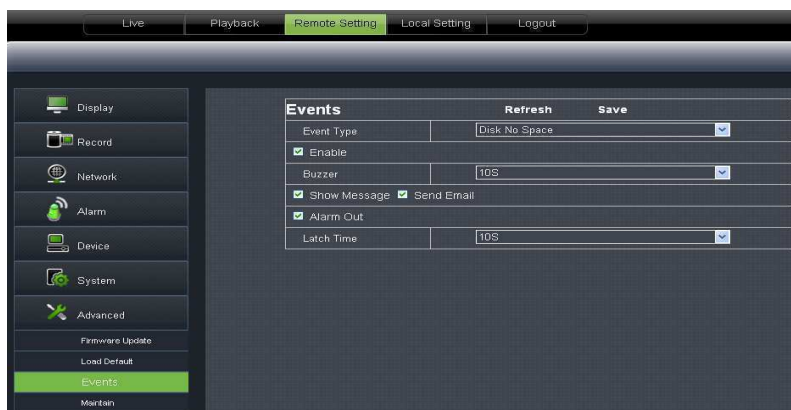 Live Playback Remote Setting Local Setting Logout
Display
Record
Network
Alarm
Device
System
Advanced
Firmware Update
Load Default
Events
Maintain
Events Refresh Save
Event Type Disk No Space
Enable
Buzzer 10S
Show Message Send Email
Alarm Out
Latch Time 10S